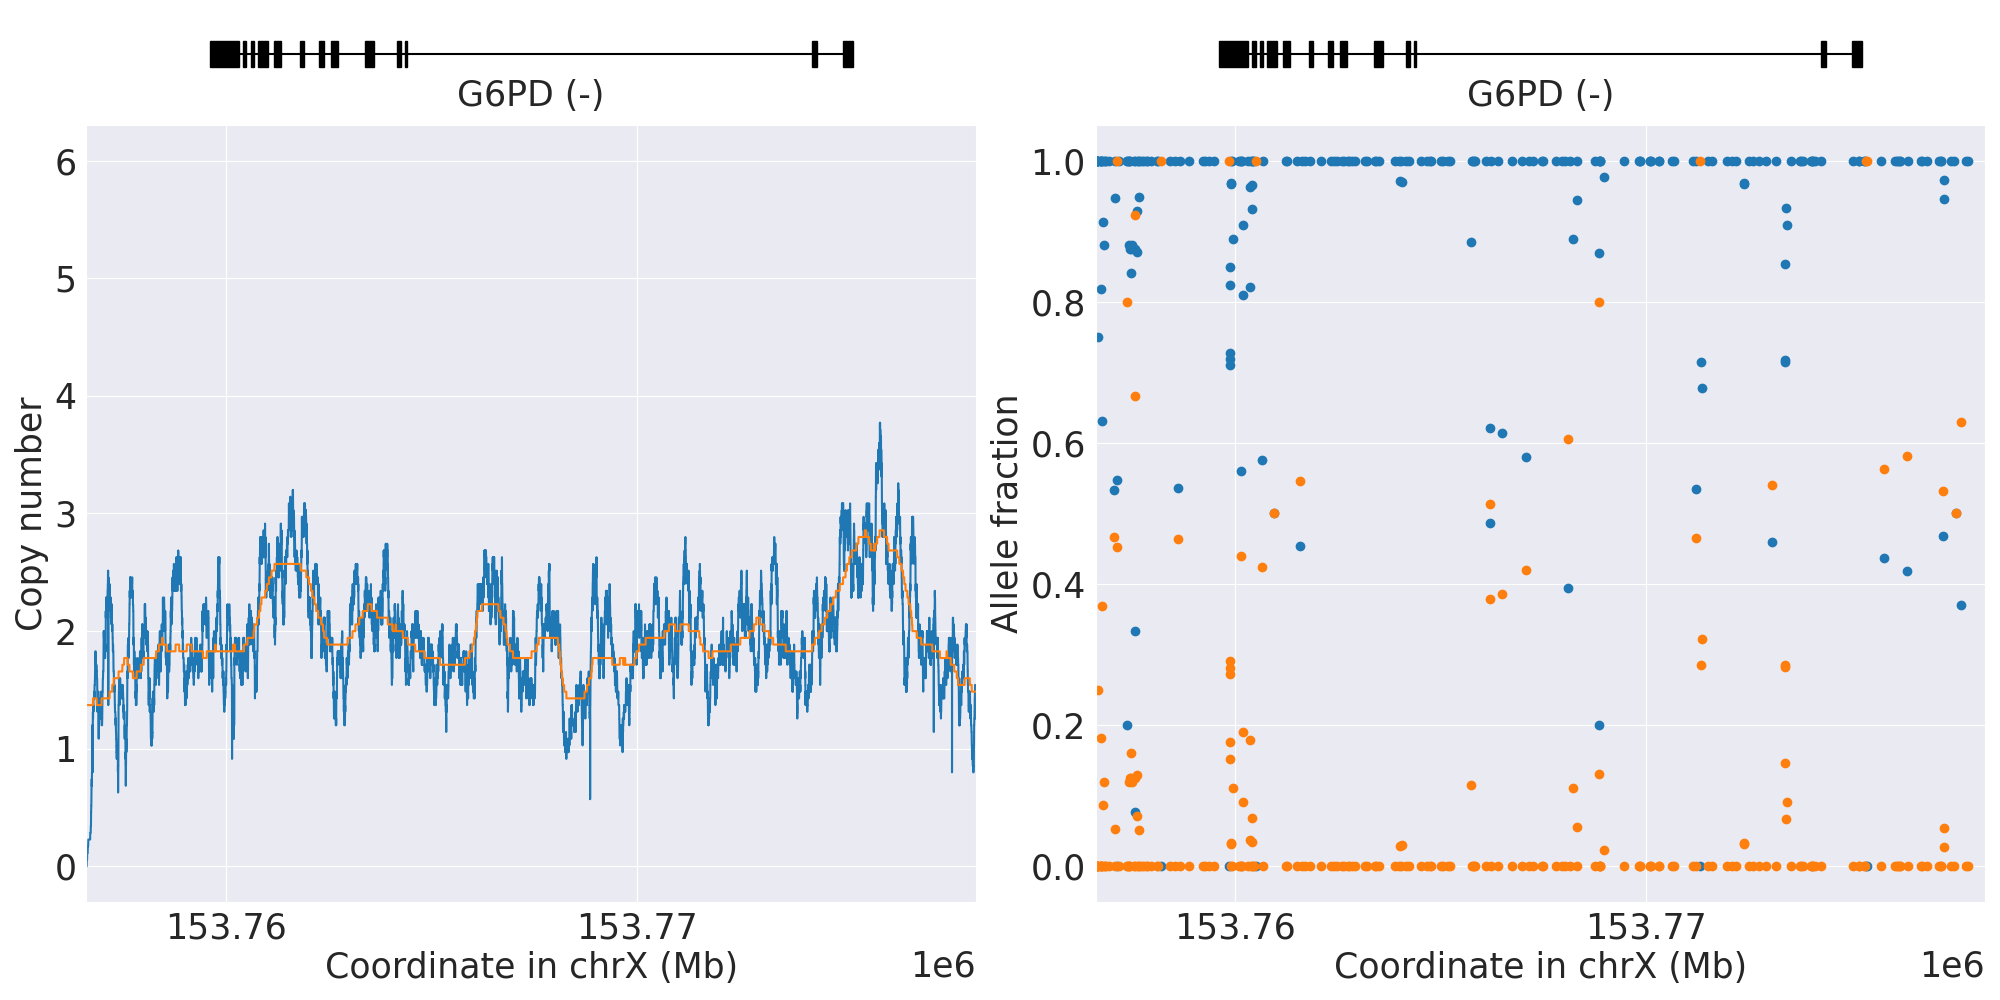 G6PD (-)
6
5
4
3
2
1
0
Copy number
153.76
153.77
Coordinate in chrX (Mb)
1e6
G6PD (-)
1.0
0.8
0.6
0.4
0.2
0.0
Allele fraction
153.76
153.77
Coordinate in chrX (Mb)
1e6